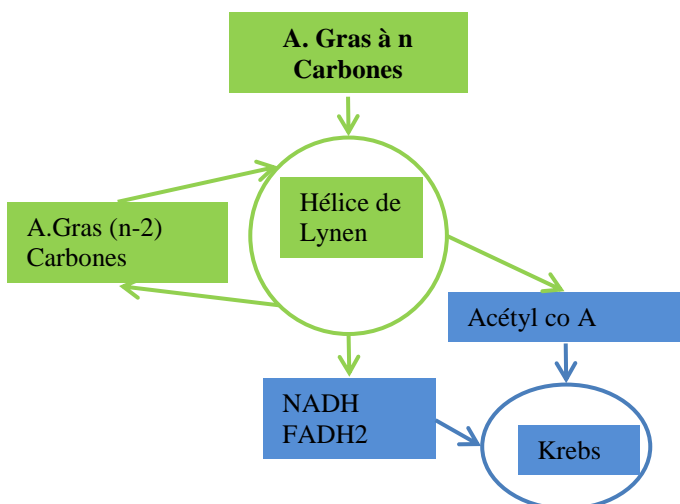 A. Gras à n
Carbones
Hélice de
Lynen
A.Gras (n-2)
Carbones
Acétyl co A
NADH
FADH2
Krebs